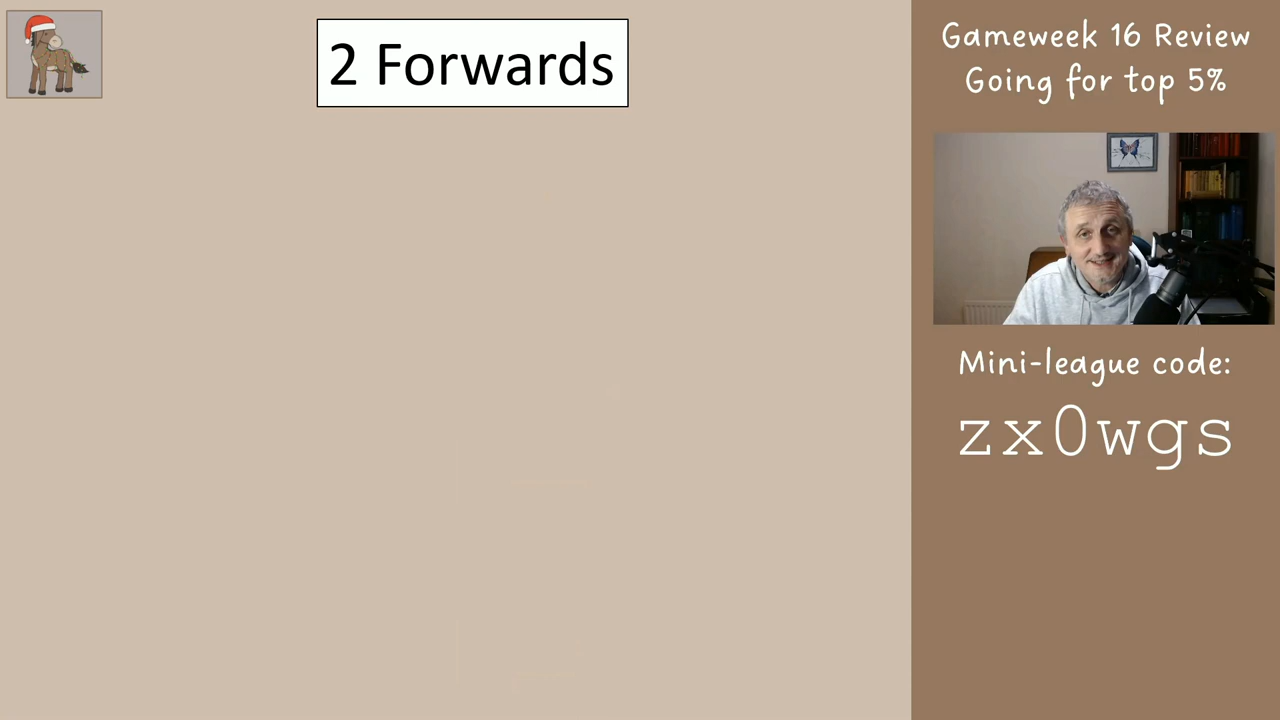 2 Forwards
Gameweek 16 Review
Going for top 5%
Mini-league code:
zx0wgs